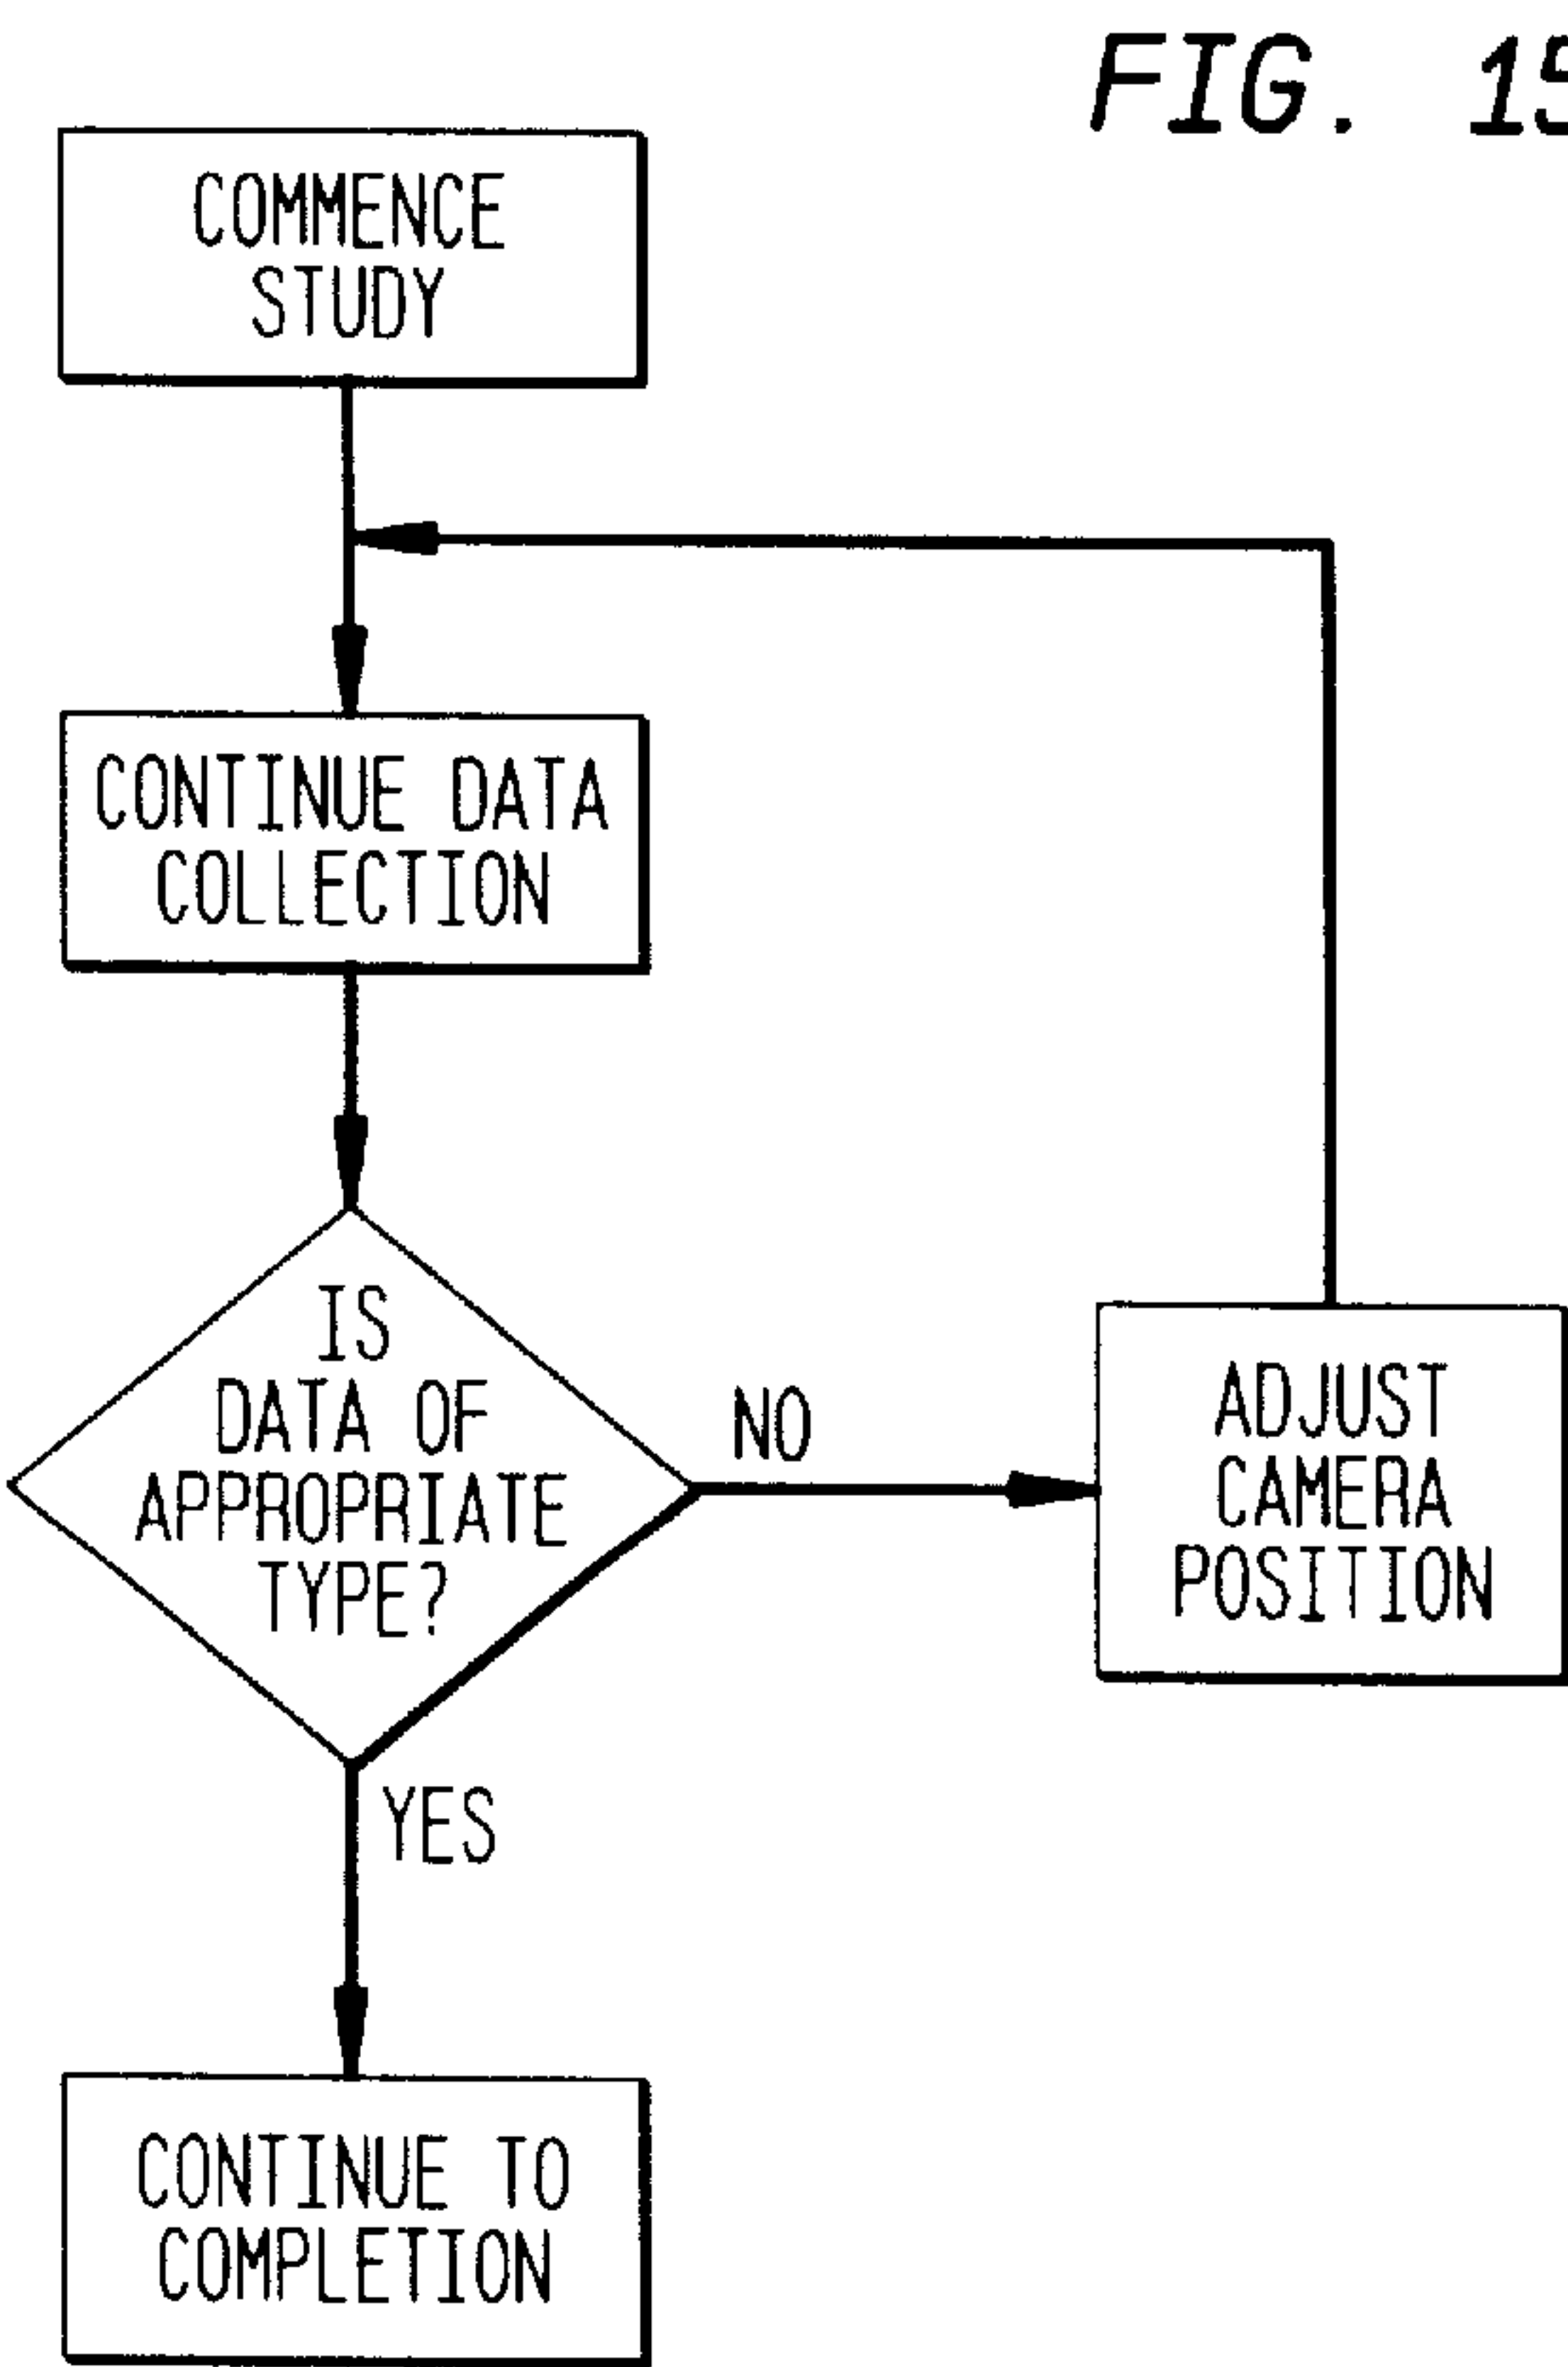 FIG. 15
COMMENCE
STUDY
CONTINUE DATA
COLLECTION
IS
DATA OF
APPROPRIATE
TYPE?
NO
ADJUST
CAMERA
POSITION
YES
CONTINUE TO
COMPLETION